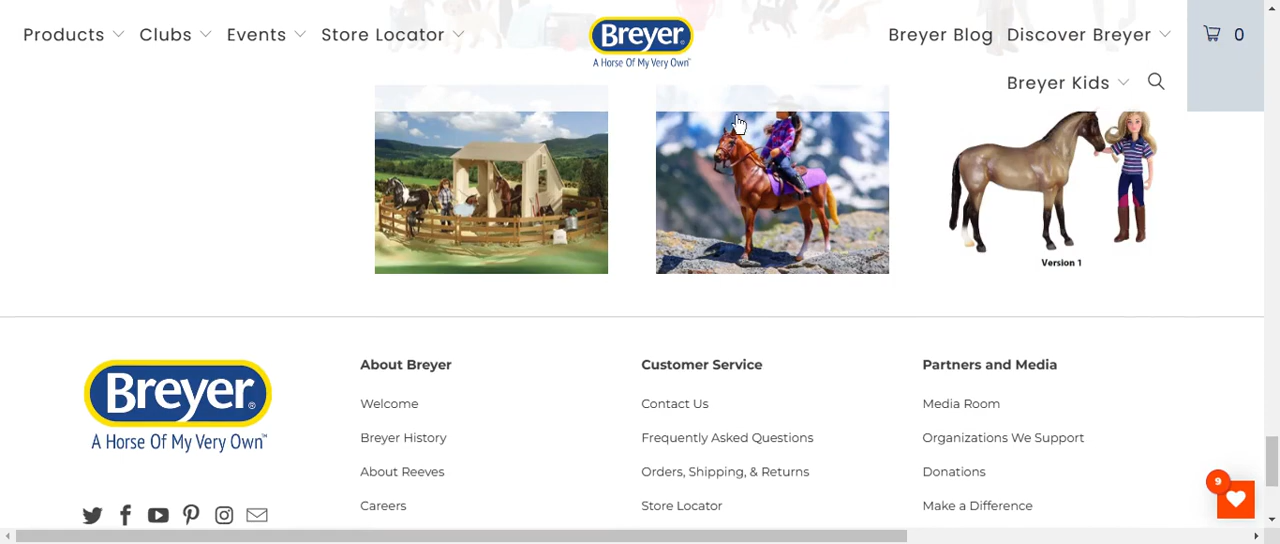 Products
Clubs
Events
Store Locator
Breyer
A Horse Of My Very Own™
Breyer Blog
Discover Breyer
0
Breyer Kids
Version 1
Breyer®
A Horse Of My Very Own™
About Breyer
Welcome
Breyer History
About Reeves
Careers
Customer Service
Contact Us
Frequently Asked Questions
Orders, Shipping, & Returns
Store Locator
Partners and Media
Media Room
Organizations We Support
Donations
Make a Difference
9